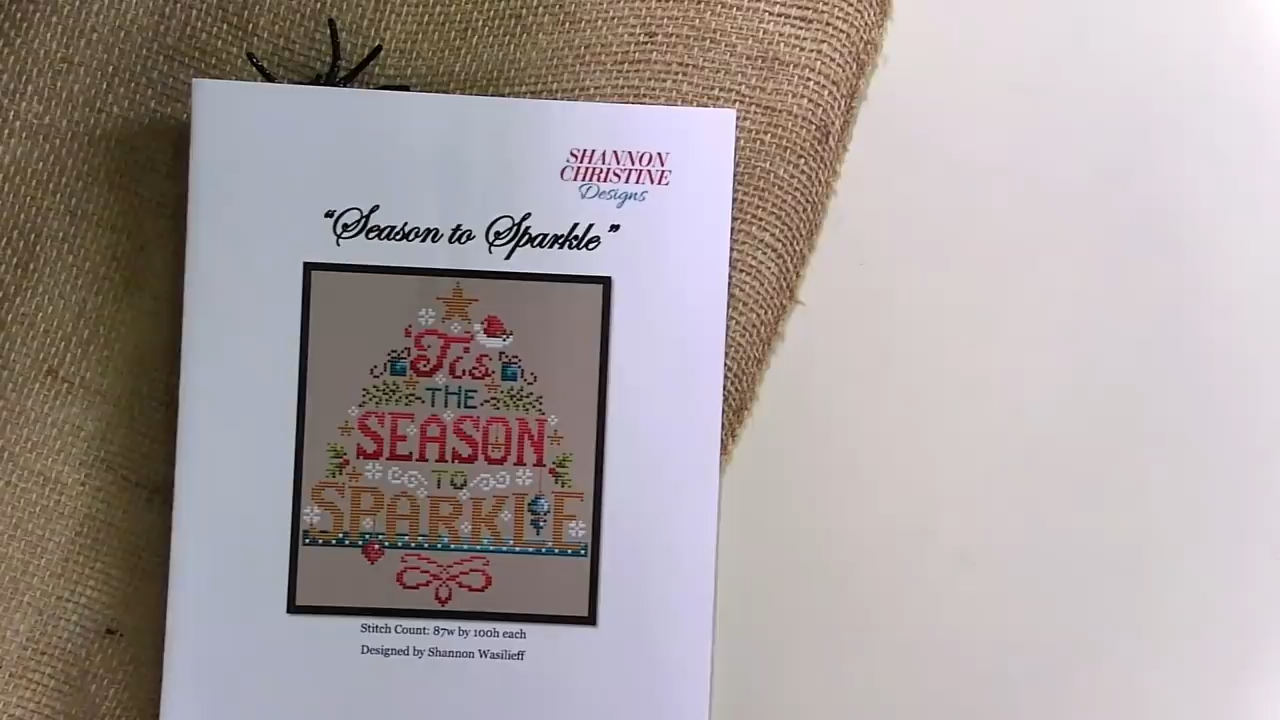 SHANNON
CHRISTINE
Designs
“Season to Sparkle”
'Tis
THE
SEASON
TO
SPARKLE
Stitch Count: 87w by 100h each
Designed by Shannon Wasilieff